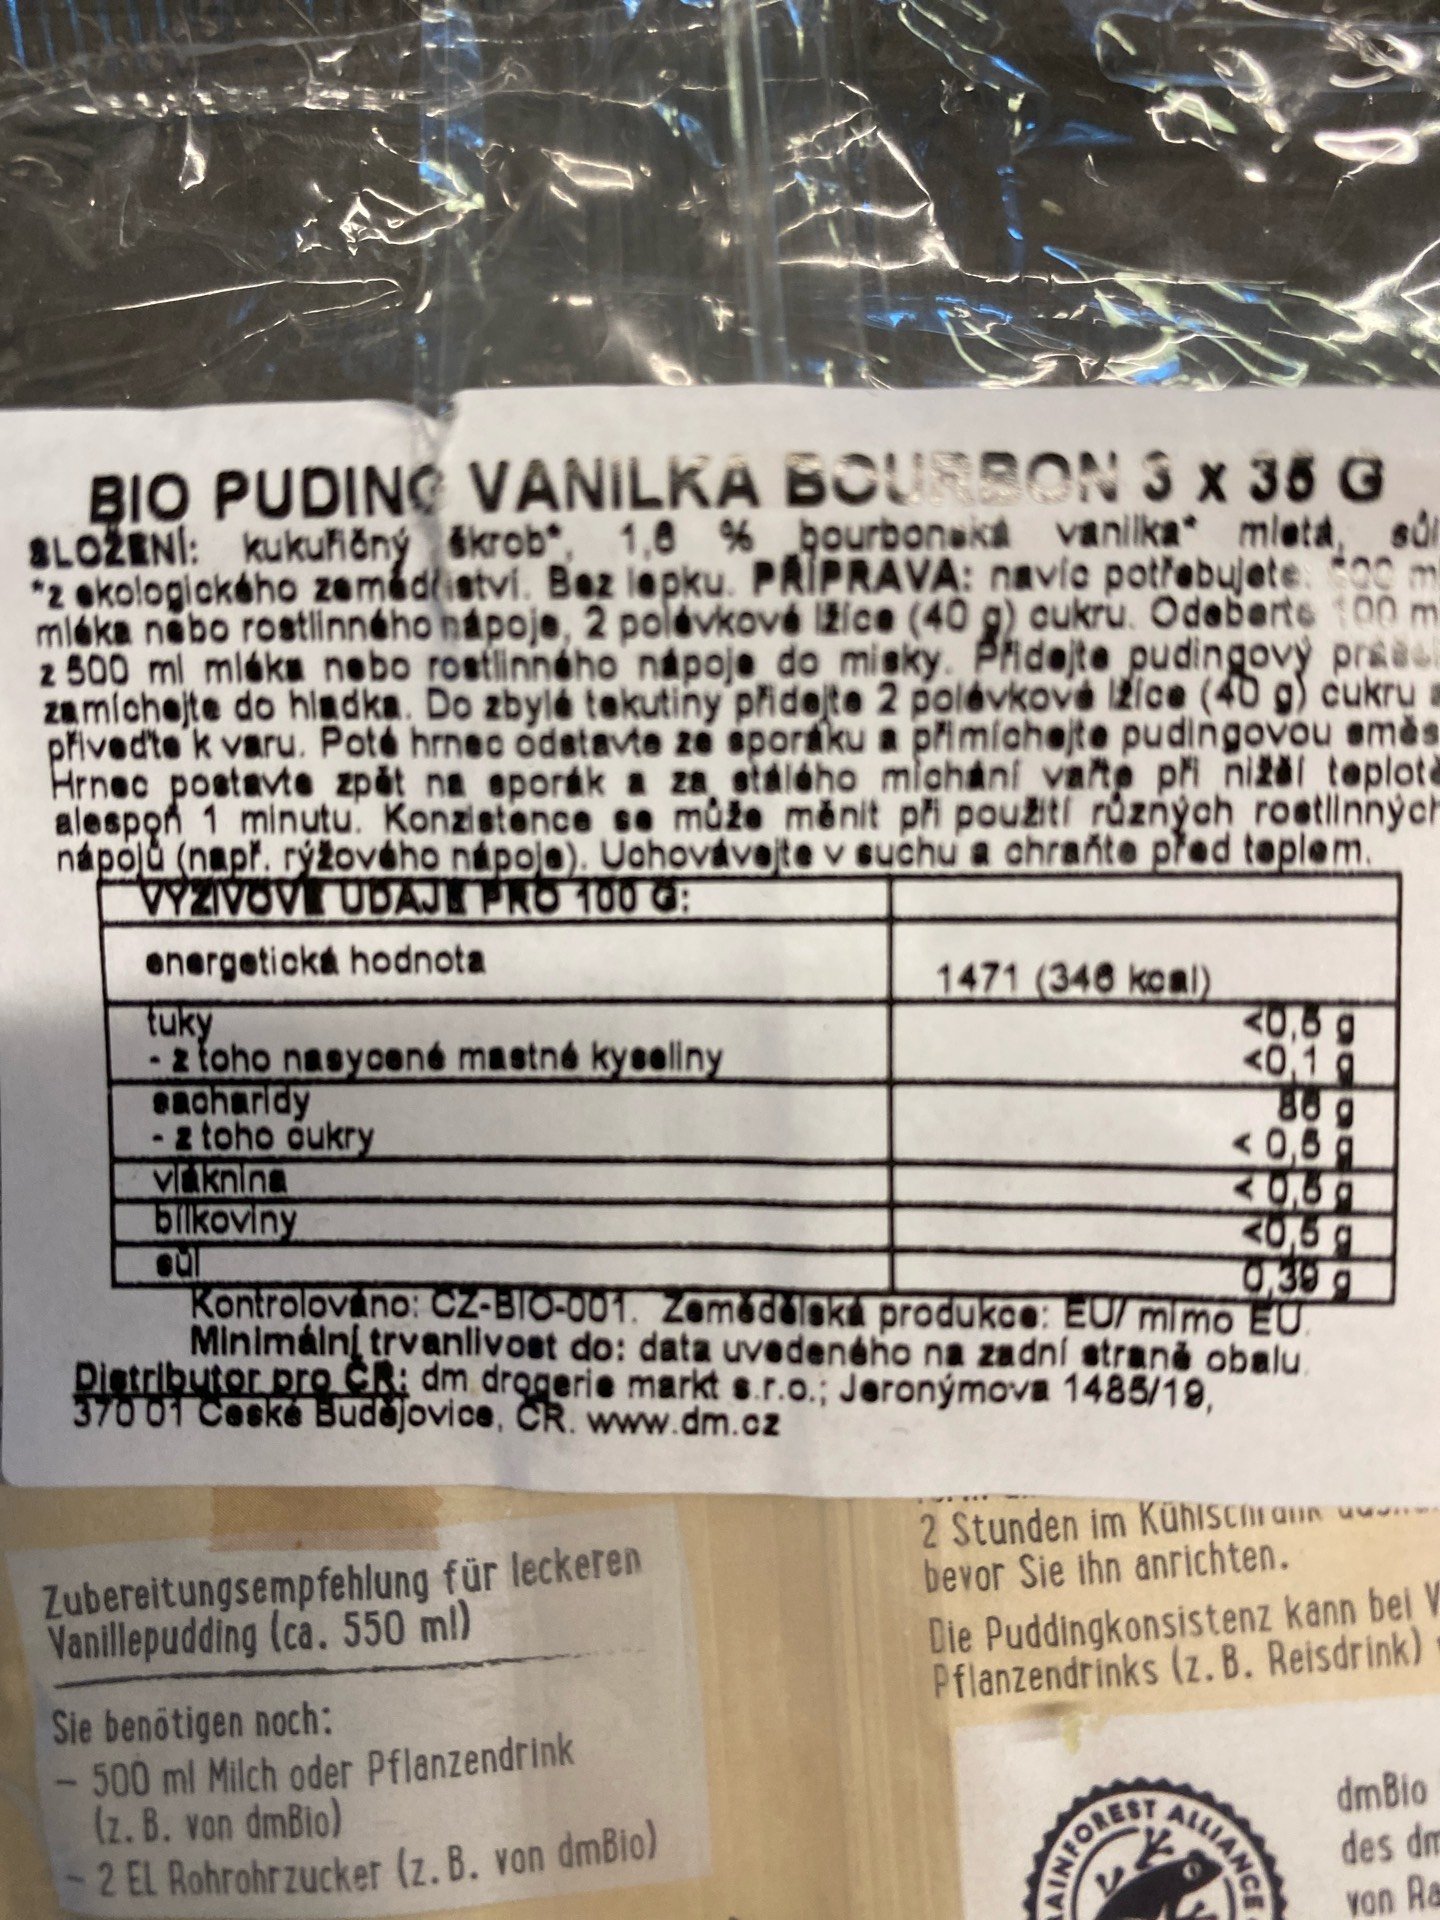 BIO PUDING VANILKA BOURBON 3 x 35 G
SLOŽENÍ: kukuřičný škrob*, 1,6 % bourbonská vanilka* mletá, sůl
*z ekologického zemědělství. Bez lepku. PŘÍPRAVA: navíc potřebujete: 500 ml
mléka nebo rostlinného nápoje, 2 polévkové lžíce (40 g) cukru. Odeberte 100 ml
z 500 ml mléka nebo rostlinného nápoje do misky. Přidejte pudingový
zamíchejte do hladka. Do zbylé tekutiny přidejte 2 polévkové lžíce (40 g) cukru a
přiveďte k varu. Poté hrnec odstavte ze sporáku a přimíchejte pudingovou směs
Hrnec postavte zpět na sporák a za stálého míchání vařte při nižší teplotě
alespoň 1 minutu. Konzistence se může měnit při použití různých rostlinných
nápojů (např. rýžového nápoje). Uchovávejte v suchu a chraňte před teplem.
VÝŽIVOVÉ ÚDAJE PRO 100 G:
energetická hodnota 1471 (346 kcal)
tuky <0,5 g
- z toho nasycené mastné kyseliny <0,1 g
sacharidy 86 g
- z toho cukry < 0,5 g
vláknina < 0,5 g
bílkoviny <0,5 g
sůl 0,39 g
Kontrolováno: CZ-BIO-001. Zemědělská produkce: EU/ mimo EU.
Minimální trvanlivost do: data uvedeného na zadní straně obalu.
Distributor pro ČR: dm drogerie markt s.r.o.; Jeronýmova 1485/19,
370 01 České Budějovice, ČR. www.dm.cz
Zubereitungsempfehlung für leckeren
Vanillepudding (ca. 550 ml)
Sie benötigen noch:
– 500 ml Milch oder Pflanzendrink
(z. B. von dmBio)
– 2 EL Rohrohrzucker (z. B. von dmBio)
2 Stunden im Kühlschrank
bevor Sie ihn anrichten.
Die Puddingkonsistenz kann bei V
Pflanzendrinks (z. B. Reisdrink)
RAINFOREST ALLIANCE
dmBio
des dm
von Ra